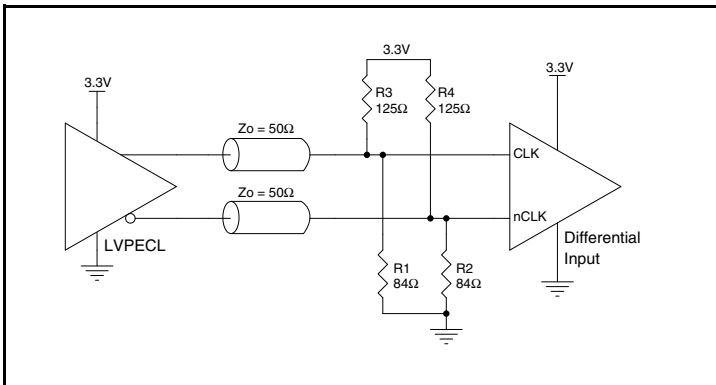 3.3V
3.3V
3.3V
R3
125Ω
R4
125Ω
Zo = 50Ω
CLK
Zo = 50Ω
nCLK
LVPECL
Differential
Input
R1
84Ω
R2
84Ω